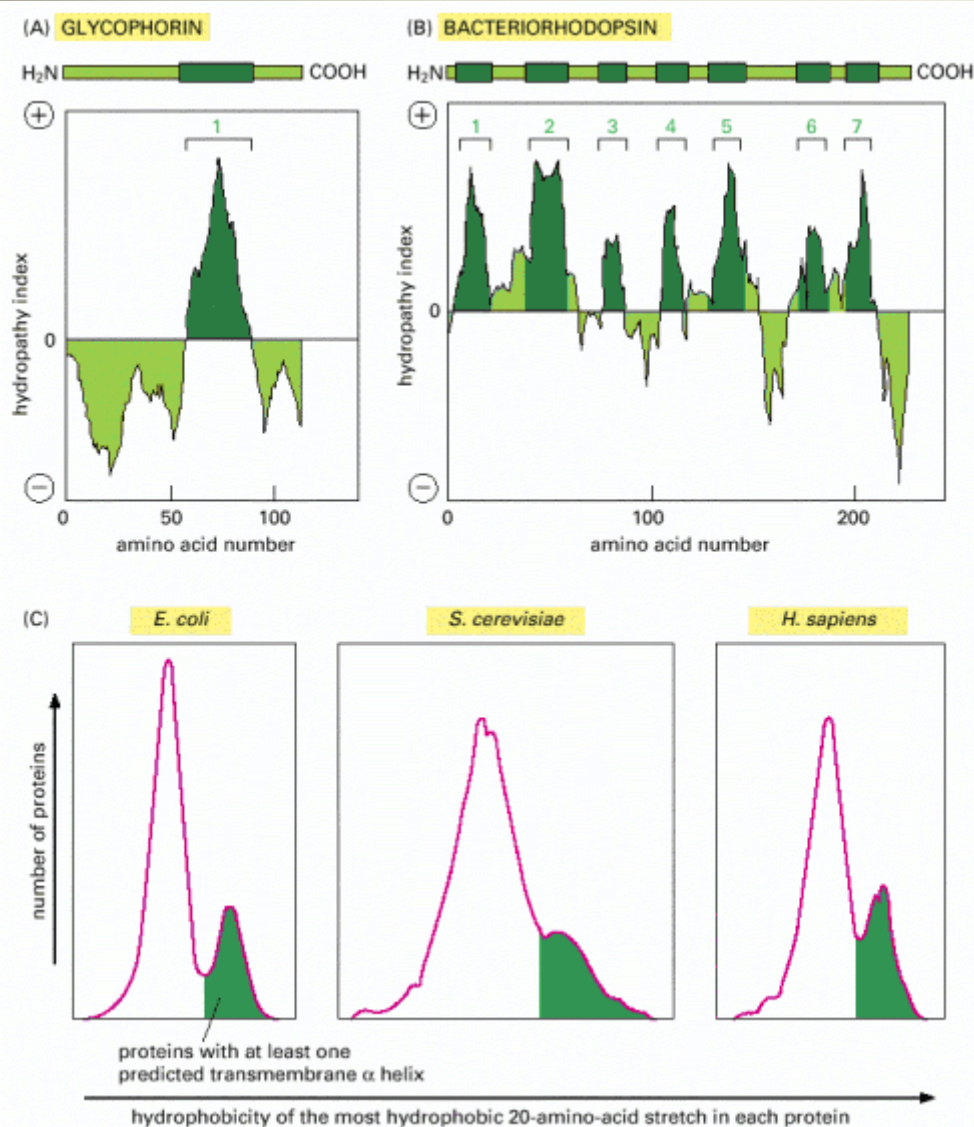 (A) GLYCOPHORIN
H₂N COOH
+
1
hydropathy index
0
−
0 50 100
amino acid number
(B) BACTERIORHODOPSIN
H₂N COOH
+
1 2 3 4 5 6 7
hydropathy index
0
−
0 100 200
amino acid number
(C) E. coli S. cerevisiae H. sapiens
number of proteins
proteins with at least one
predicted transmembrane α helix
hydrophobicity of the most hydrophobic 20-amino-acid stretch in each protein